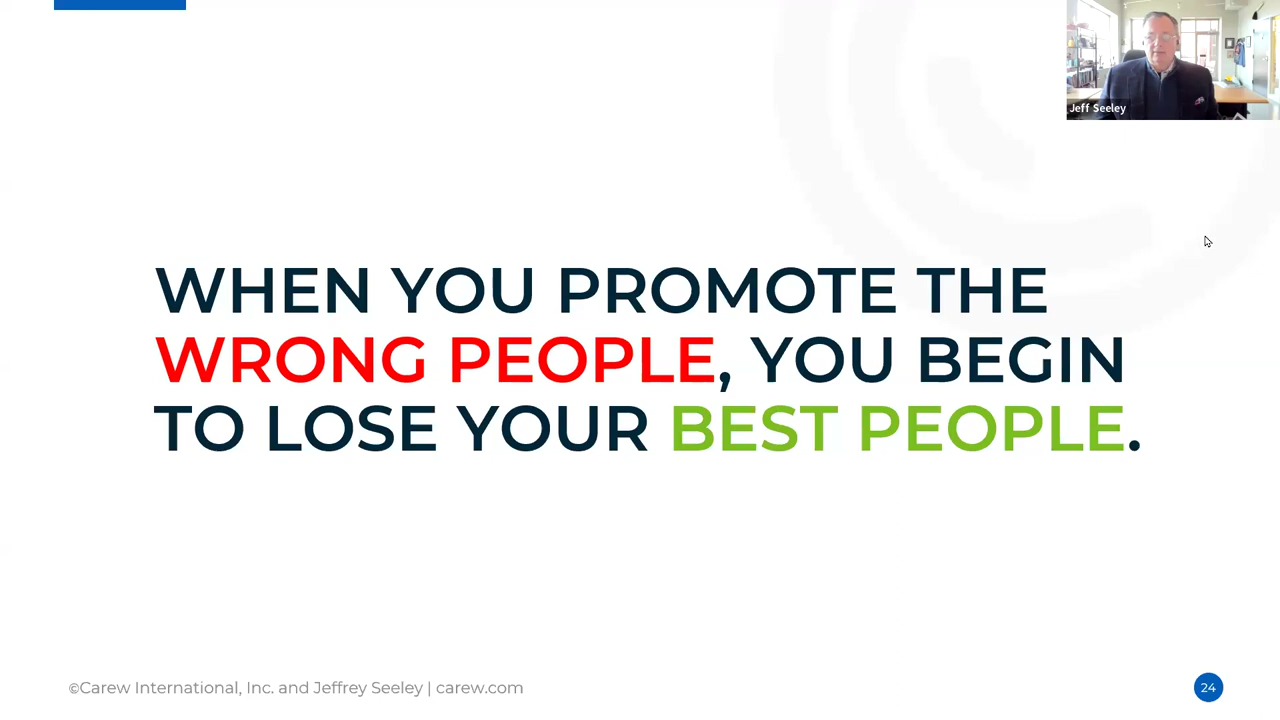 Jeff Seeley
WHEN YOU PROMOTE THE
WRONG PEOPLE, YOU BEGIN
TO LOSE YOUR BEST PEOPLE.
©Carew International, Inc. and Jeffrey Seeley | carew.com
24